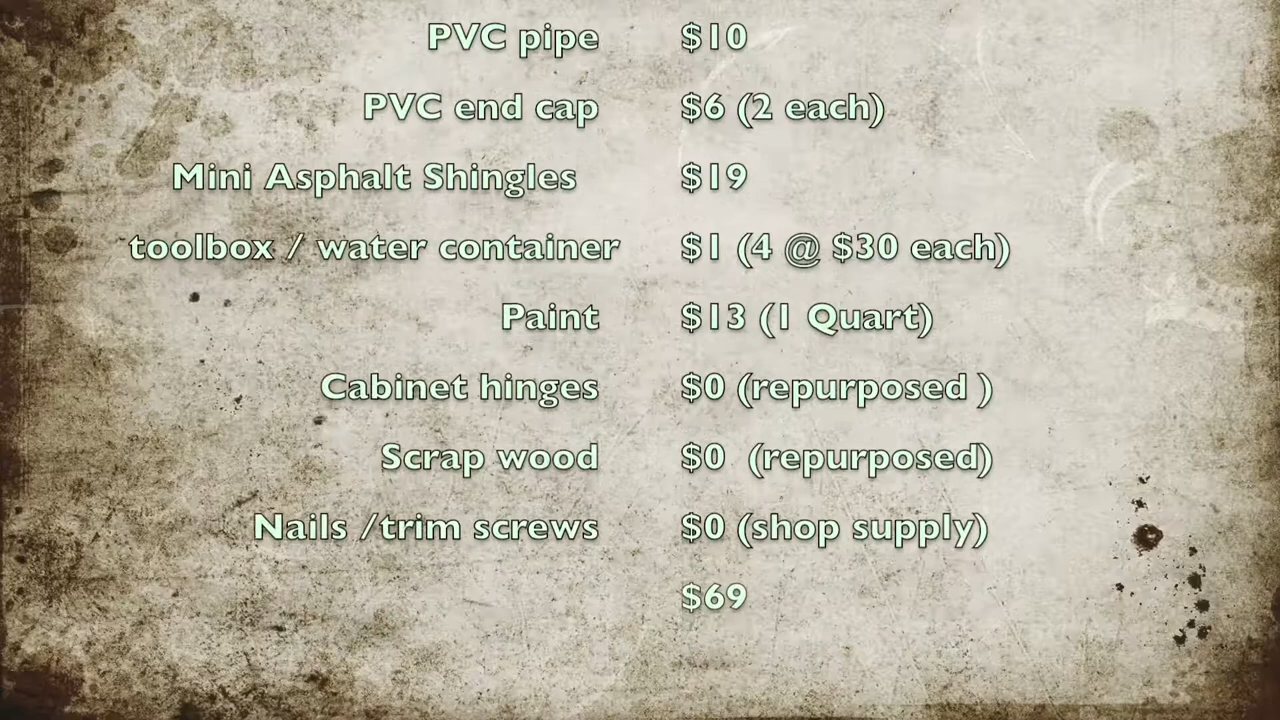 PVC pipe $10
PVC end cap $6 (2 each)
Mini Asphalt Shingles $19
toolbox / water container $1 (4 @ $30 each)
Paint $13 (1 Quart)
Cabinet hinges $0 (repurposed )
Scrap wood $0 (repurposed)
Nails /trim screws $0 (shop supply)
$69